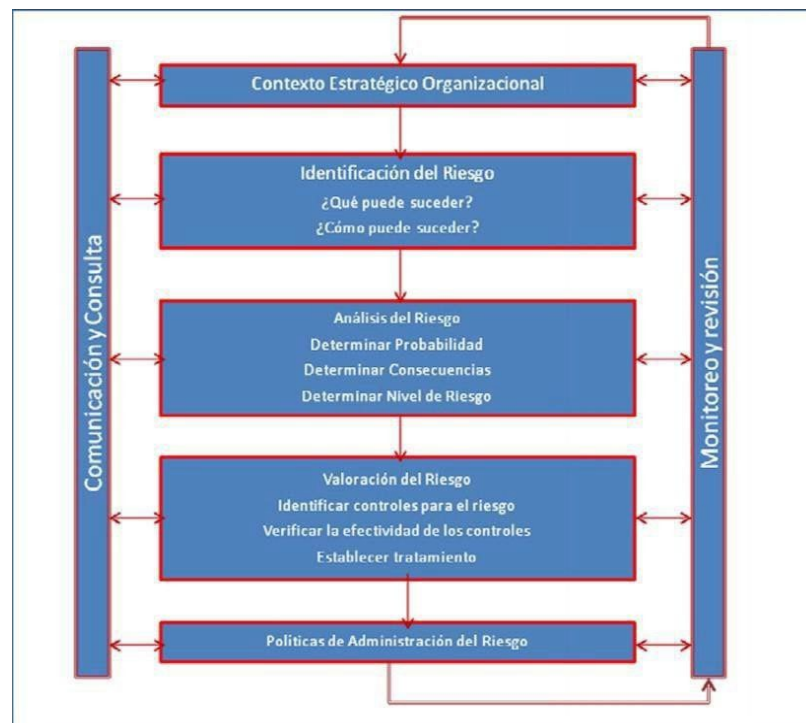 Contexto Estratégico Organizacional
Identificación del Riesgo
¿Qué puede suceder?
¿Cómo puede suceder?
Análisis del Riesgo
Determinar Probabilidad
Determinar Consecuencias
Determinar Nivel de Riesgo
Valoración del Riesgo
Identificar controles para el riesgo
Verificar la efectividad de los controles
Establecer tratamiento
Políticas de Administración del Riesgo
Comunicación y Consulta
Monitoreo y revisión